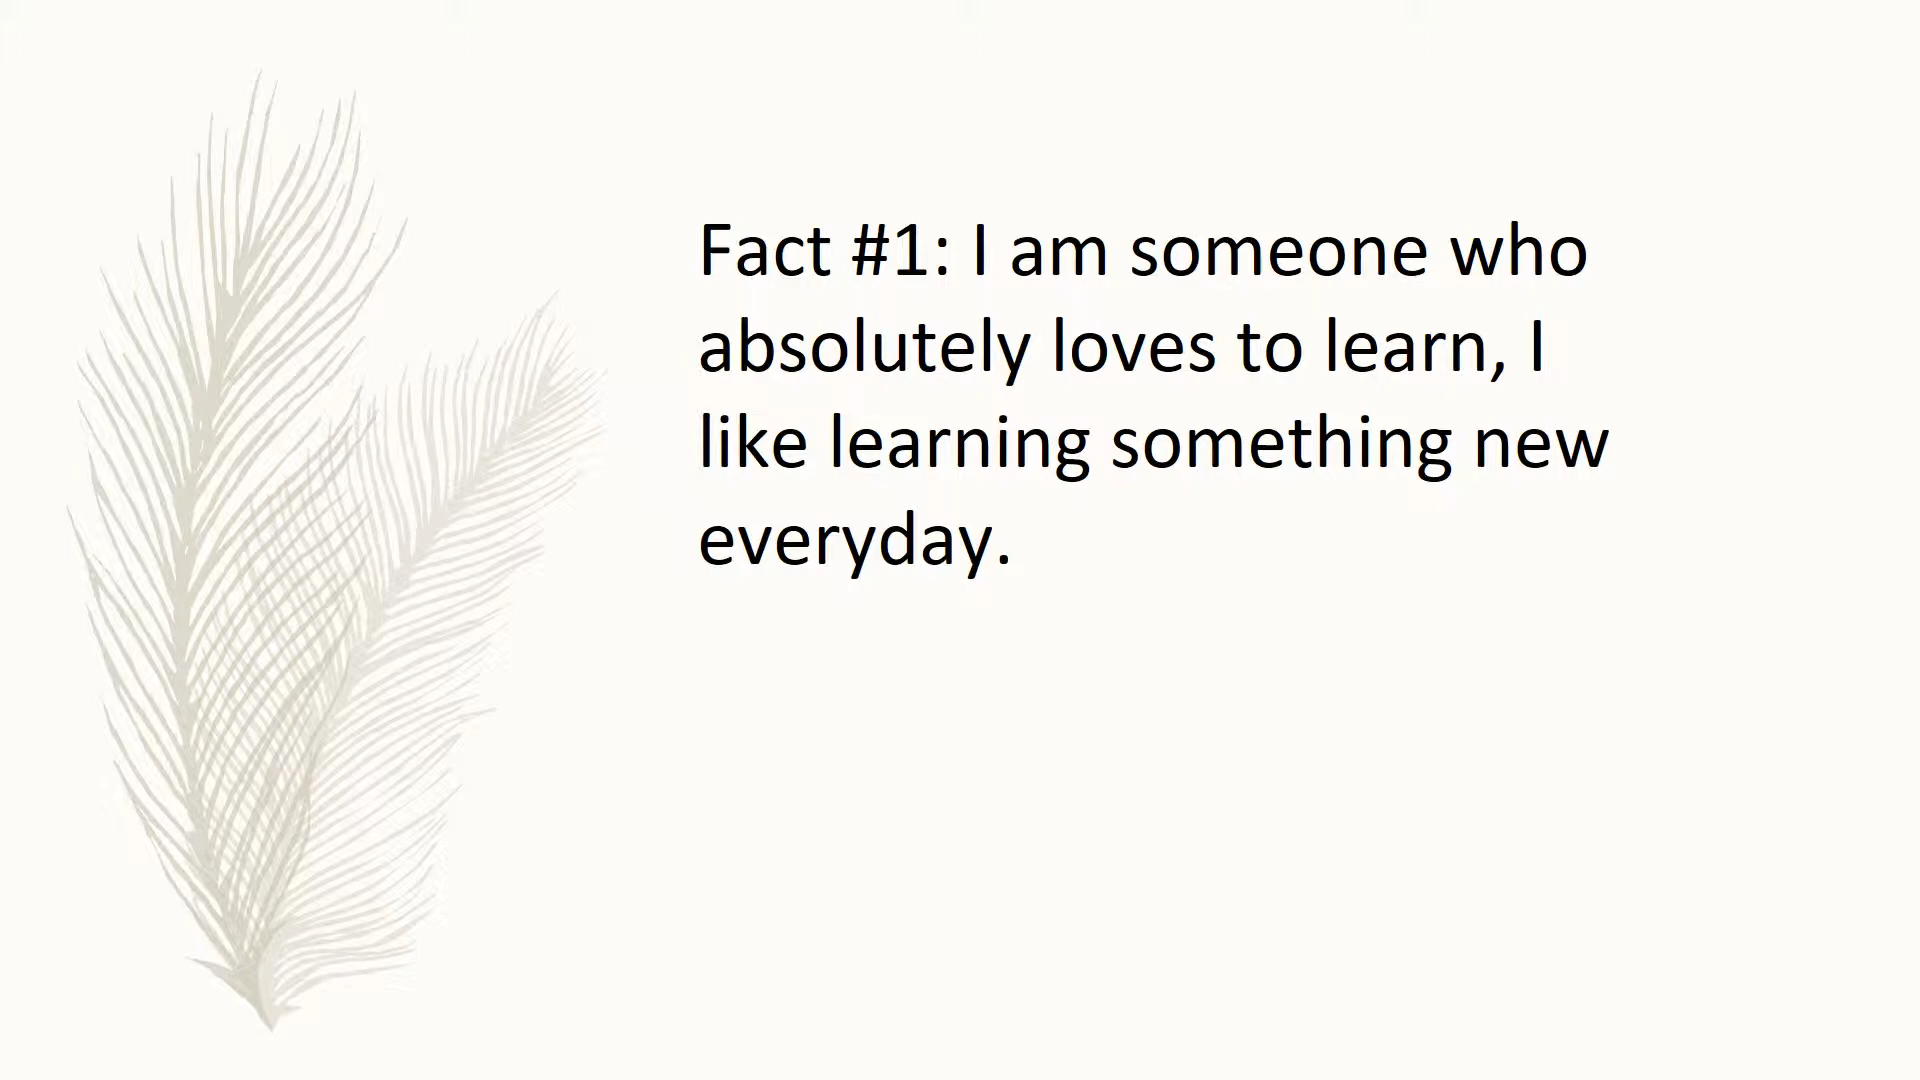 Fact #1: I am someone who
absolutely loves to learn, I
like learning something new
everyday.